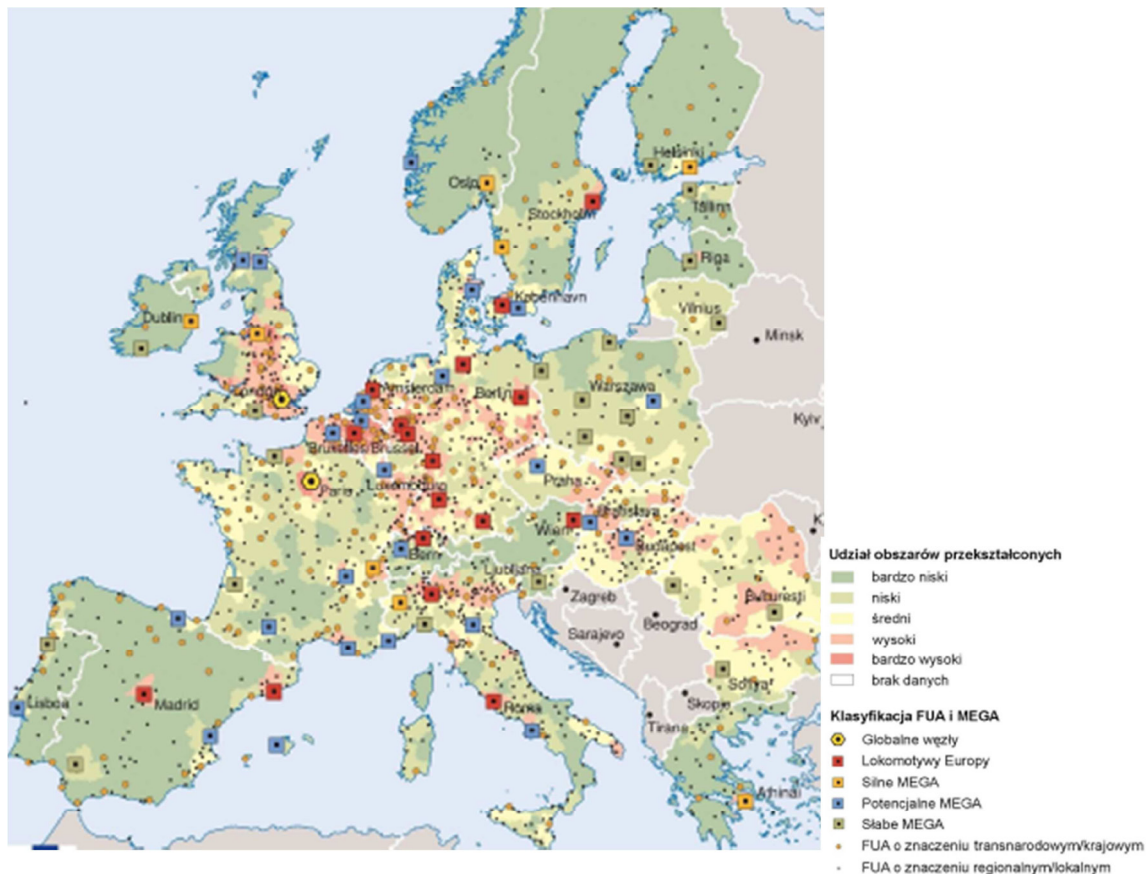 Helsinki
Oslo
Stockholm
Tallinn
Riga
København
Dublin
Vilnius
Minsk
London
Amsterdam
Berlin
Warszawa
Kyiv
Bruxelles/Brussel
Paris
Luxembourg
Praha
Bratislava
Wien
Budapest
Bern
Ljubljana
Zagreb
Bucuresti
Beograd
Sarajevo
Lisboa
Madrid
Roma
Sofiya
Skopje
Tirana
Athinai
Udział obszarów przekształconych
bardzo niski
niski
średni
wysoki
bardzo wysoki
brak danych
Klasyfikacja FUA i MEGA
Globalne węzły
Lokomotywy Europy
Silne MEGA
Potencjalne MEGA
Słabe MEGA
FUA o znaczeniu transnarodowym/krajowym
FUA o znaczeniu regionalnym/lokalnym